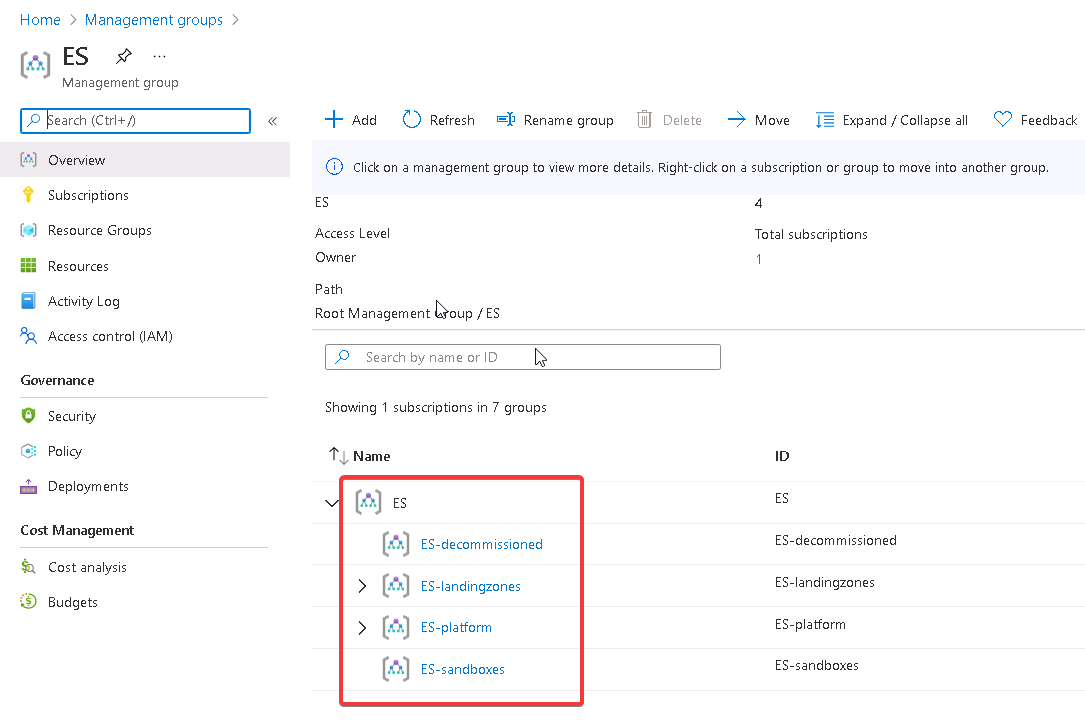 Home > Management groups >
ES
Management group
Search (Ctrl+/)
Overview
Subscriptions
Resource Groups
Resources
Activity Log
Access control (IAM)
Governance
Security
Policy
Deployments
Cost Management
Cost analysis
Budgets
Add Refresh Rename group Delete Move Expand / Collapse all Feedback
Click on a management group to view more details. Right-click on a subscription or group to move into another group.
ES 4
Access Level Total subscriptions
Owner 1
Path
Root Management Group / ES
Search by name or ID
Showing 1 subscriptions in 7 groups
Name ID
ES ES
ES-decommissioned ES-decommissioned
ES-landingzones ES-landingzones
ES-platform ES-platform
ES-sandboxes ES-sandboxes